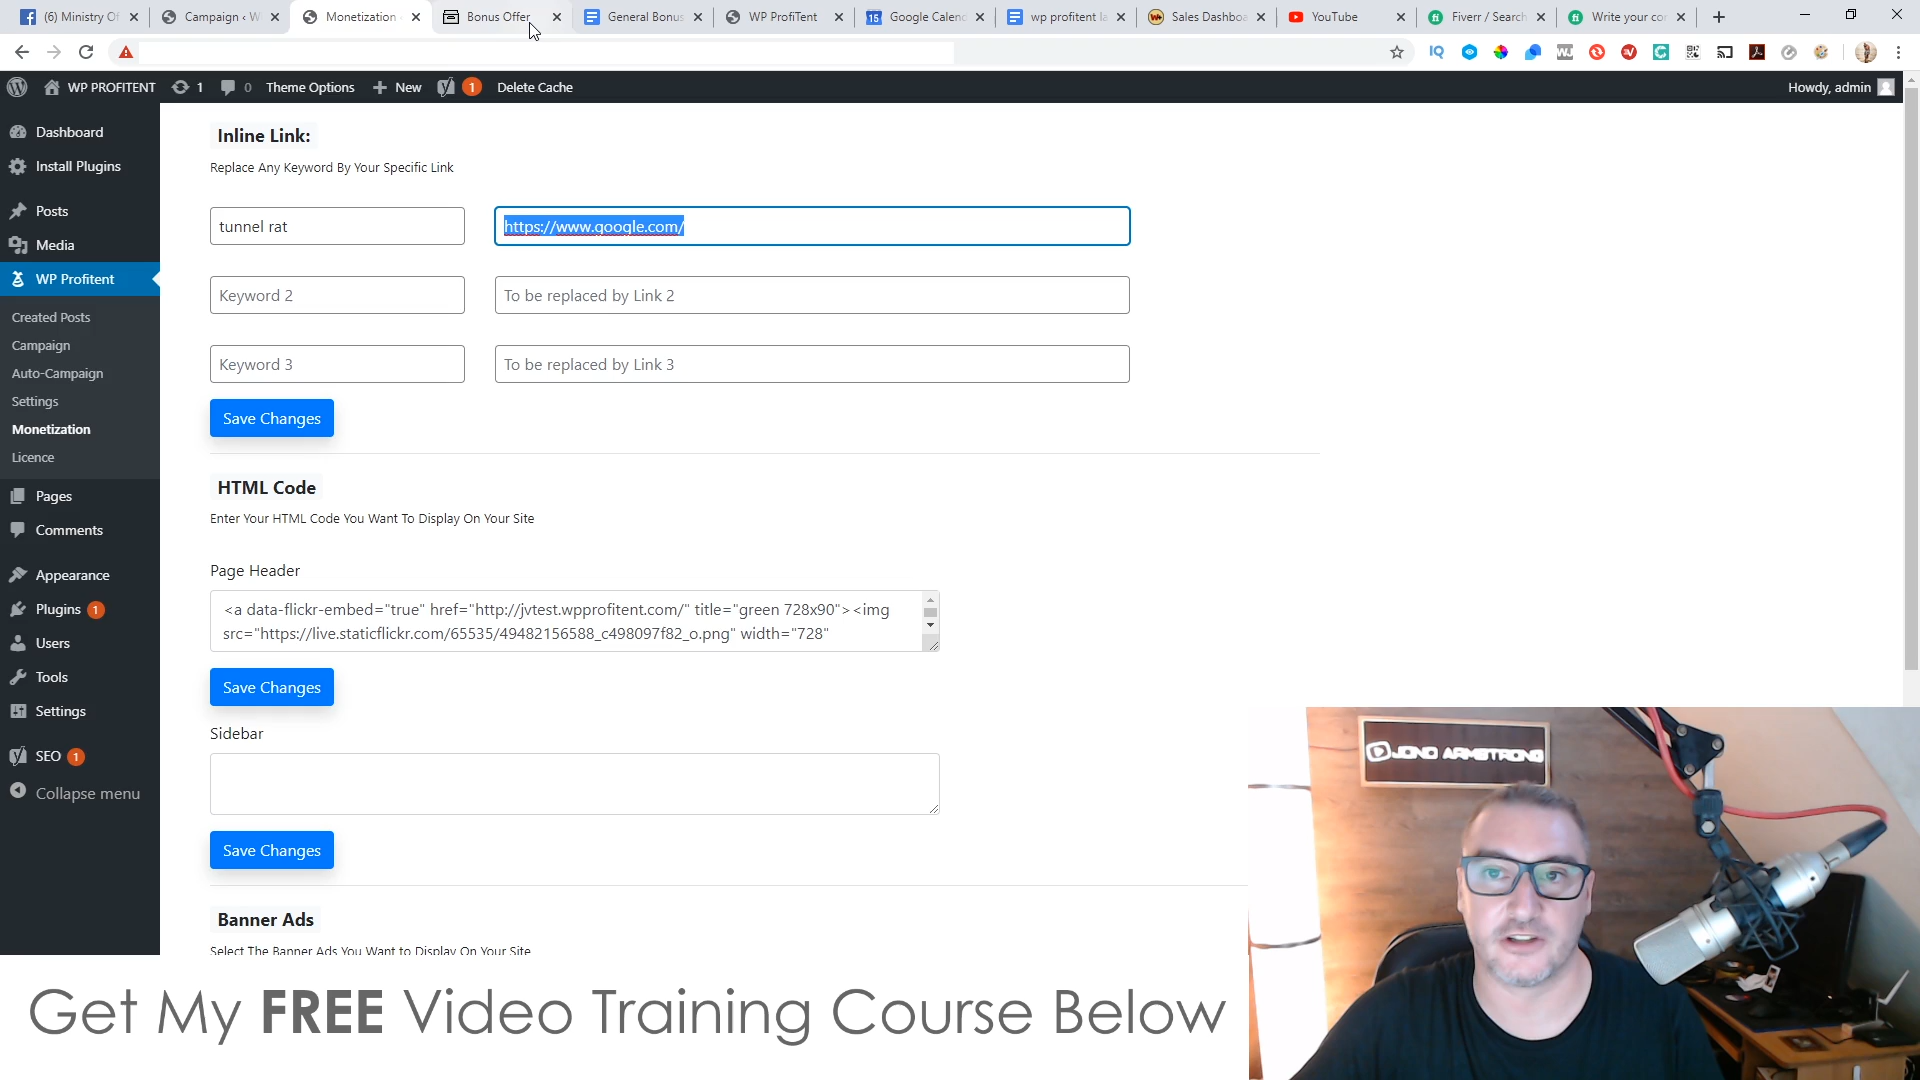 (6) Ministry Of
Campaign ‹ W
Monetization
Bonus Offer
General Bonus
WP ProfiTent
Google Calen
wp profitent la
Sales Dashboa
YouTube
Fiverr / Search
Write your co
WP PROFITENT
1
0
Theme Options
New
1
Delete Cache
Howdy, admin
Dashboard
Install Plugins
Posts
Media
WP Profitent
Created Posts
Campaign
Auto-Campaign
Settings
Monetization
Licence
Pages
Comments
Appearance
Plugins 1
Users
Tools
Settings
SEO 1
Collapse menu
Inline Link:
Replace Any Keyword By Your Specific Link
tunnel rat
https://www.google.com/
Keyword 2
To be replaced by Link 2
Keyword 3
To be replaced by Link 3
Save Changes
HTML Code
Enter Your HTML Code You Want To Display On Your Site
Page Header
<a data-flickr-embed="true" href="http://jvtest.wpprofitent.com/" title="green 728x90"><img
src="https://live.staticflickr.com/65535/49482156588_c498097f82_o.png" width="728"
Save Changes
Sidebar
Save Changes
Banner Ads
Select The Banner Ads You Want to Display On Your Site
JONO ARMSTRONG
Get My FREE Video Training Course Below